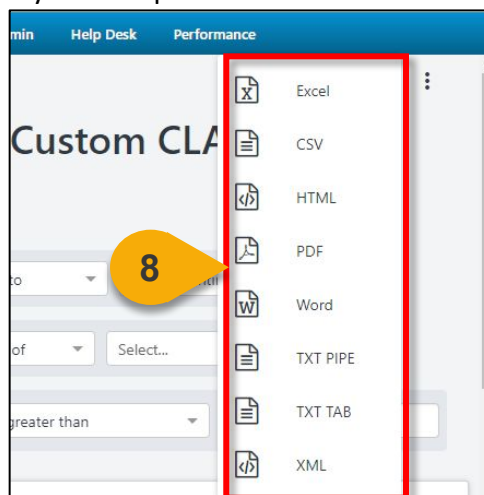 min Help Desk Performance
Excel
Custom CLA
CSV
HTML
PDF
8
to
Word
of Select...
TXT PIPE
TXT TAB
greater than
XML